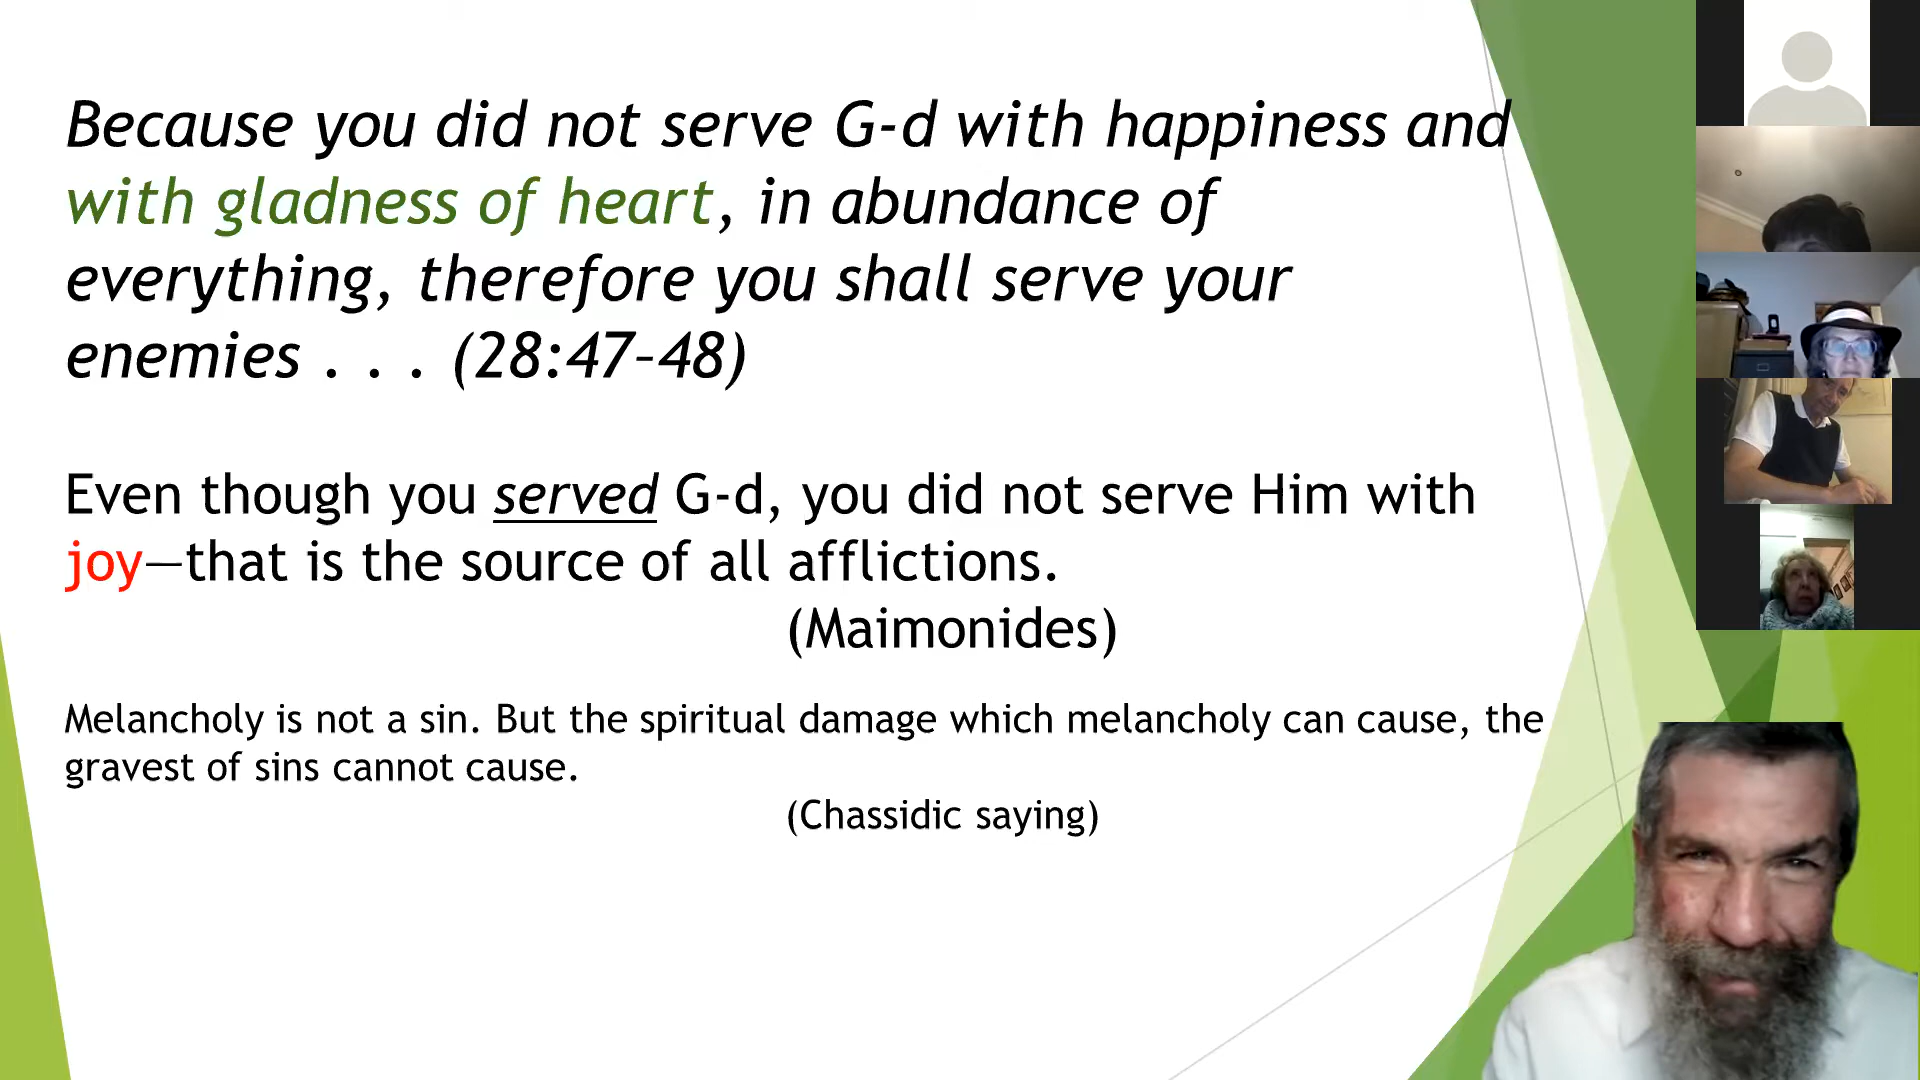 Because you did not serve G-d with happiness and
with gladness of heart, in abundance of
everything, therefore you shall serve your
enemies . . . (28:47–48)
Even though you served G-d, you did not serve Him with
joy—that is the source of all afflictions.
(Maimonides)
Melancholy is not a sin. But the spiritual damage which melancholy can cause, the
gravest of sins cannot cause.
(Chassidic saying)